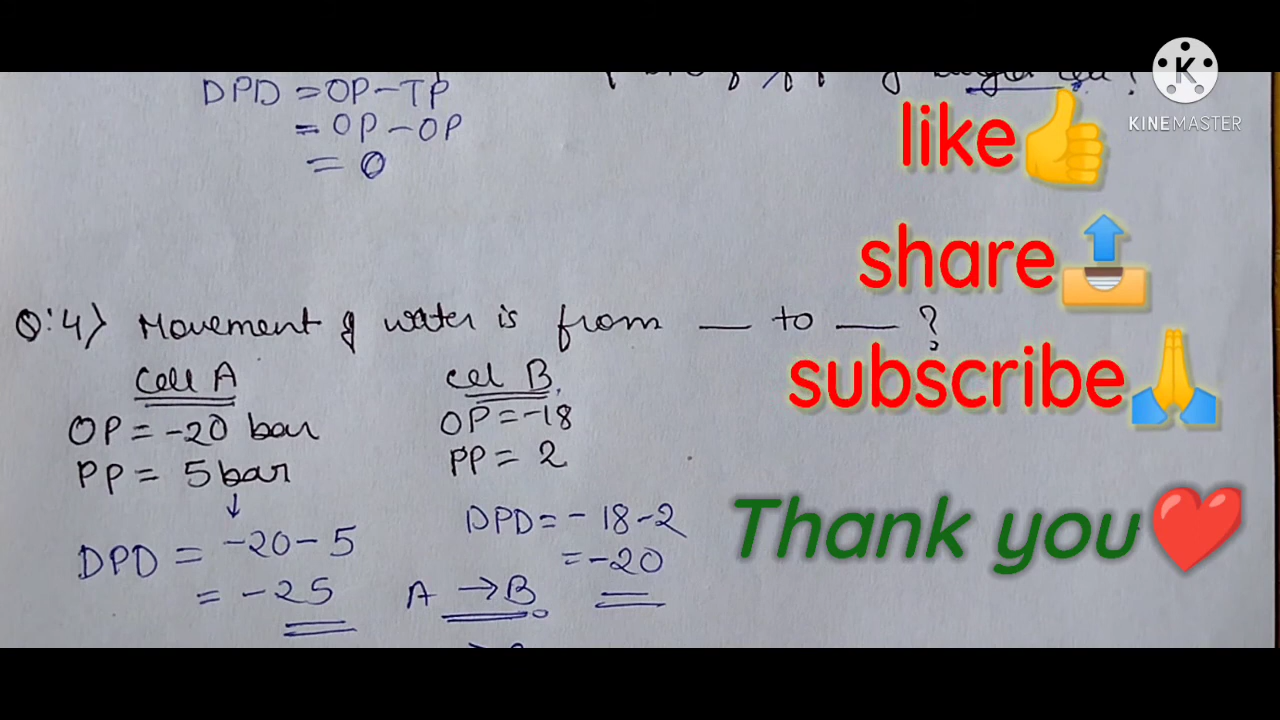 DPD = OP - TP
= OP - OP
= 0
KINEMASTER
like
share
subscribe
Thank you
Q:4) Movement of water is from __ to __ ?
Cell A
OP = -20 bar
PP = 5 bar
DPD = -20 - 5
= -25
Cel B
OP = -18
PP = 2
DPD = -18-2
= -20
A → B